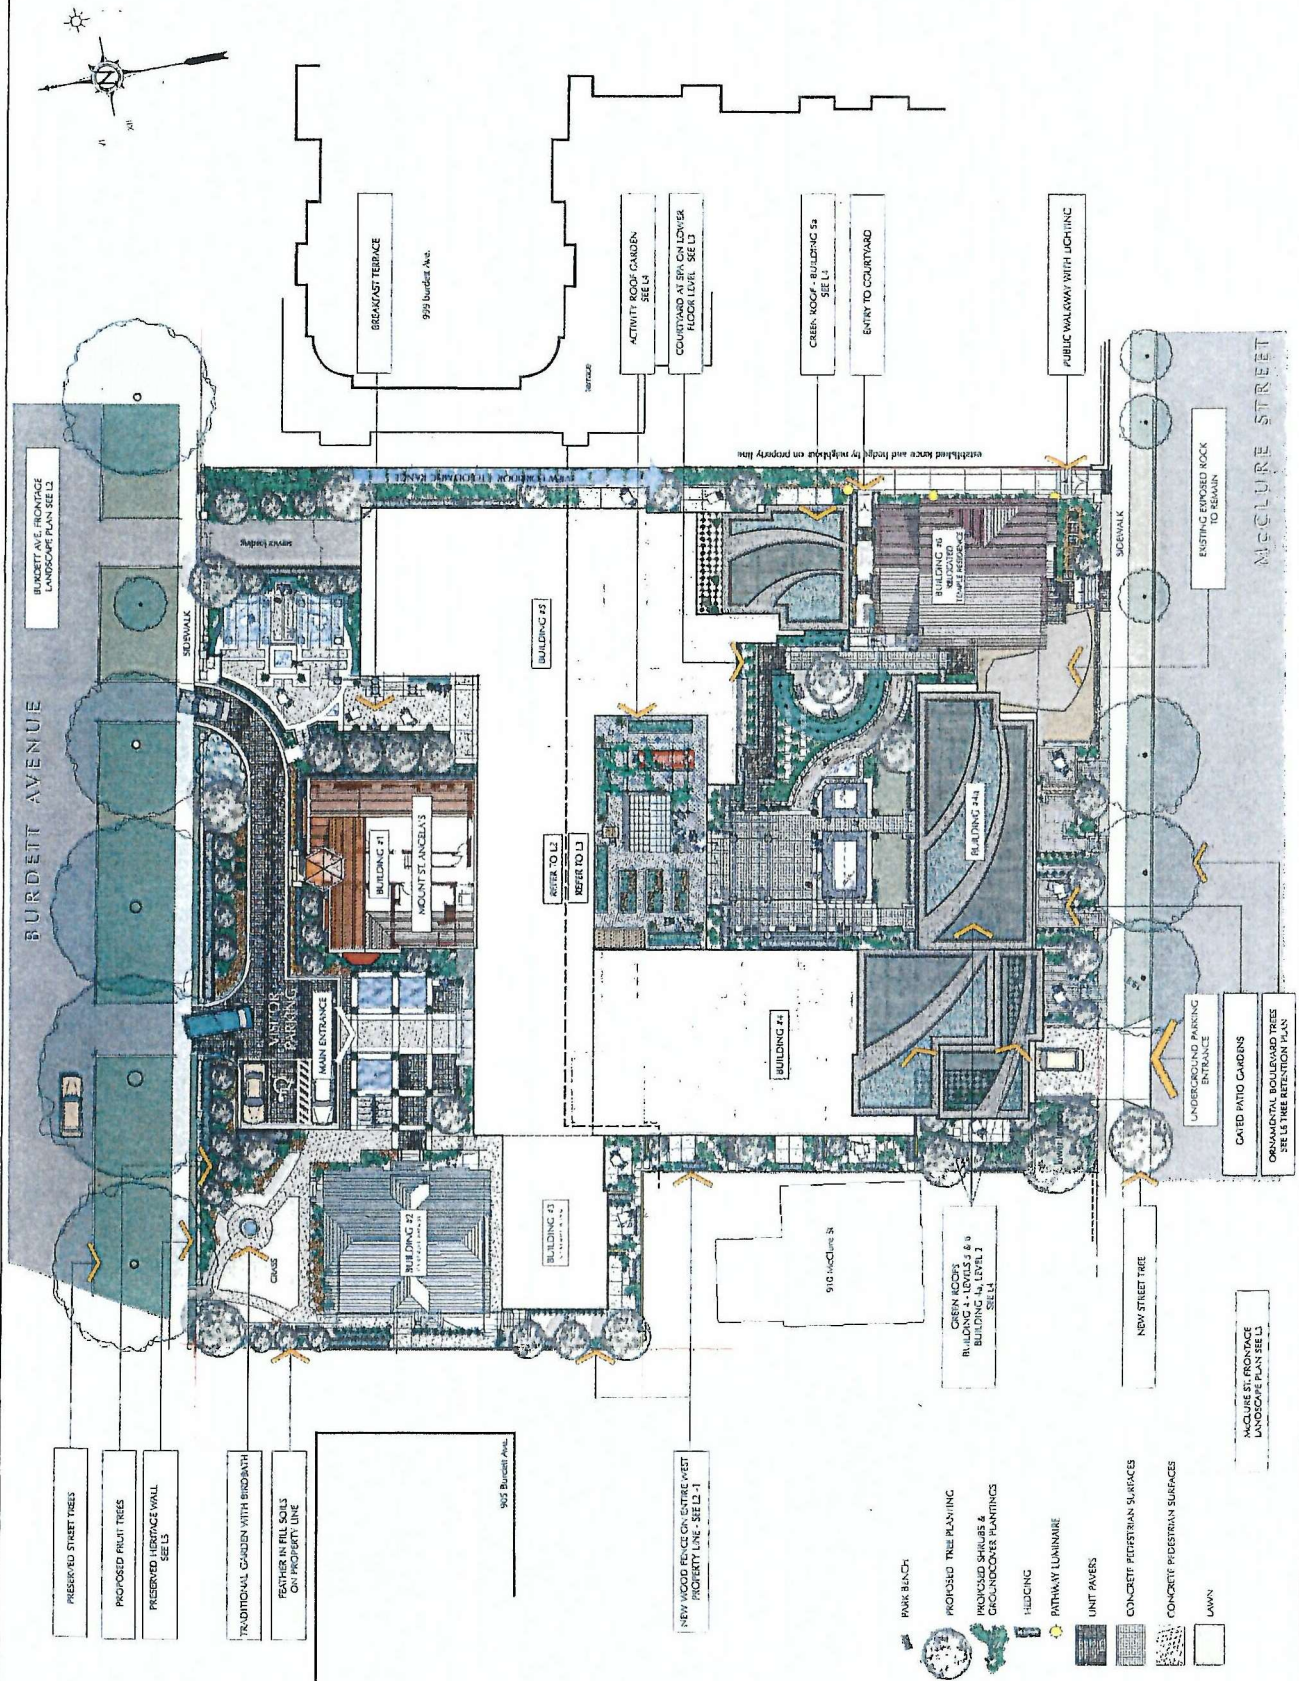 BURDETT AVENUE
BURDETT AVE. FRONTAGE
LANDSCAPE PLAN SEE L2
SIDEWALK
service loading
BREAKFAST TERRACE
999 Burdett Ave.
terrace
ACTIVITY ROOF GARDEN
SEE L4
COURTYARD AT SPA ON LOWER
FLOOR LEVEL SEE L3
GREEN ROOF - BUILDING 5a
SEE L4
ENTRY TO COURTYARD
PUBLIC WALKWAY WITH LIGHTING
established fence and hedge by neighbour on property line
McCLURE STREET
SIDEWALK
EXISTING EXPOSED ROCK
TO REMAIN
BUILDING #6
RELOCATED
TEMPLE RESIDENCE
BUILDING #5
BUILDING #1
MOUNT ST. ANGELA'S
REFER TO L2
REFER TO L3
BUILDING #4a
BUILDING #4
VISITOR
PARKING
MAIN ENTRANCE
GRASS
BUILDING #2
BUILDING #3
910 McClure St
UNDERGROUND PARKING
ENTRANCE
GATED PATIO GARDENS
ORNAMENTAL BOULEVARD TREES
SEE L6 TREE RETENTION PLAN
GREEN ROOFS
BUILDING 4 - LEVELS 5 & 6
BUILDING 4a, LEVEL 2
SEE L4
NEW STREET TREE
McCLURE ST. FRONTAGE
LANDSCAPE PLAN SEE L3
PRESERVED STREET TREES
PROPOSED FRUIT TREES
PRESERVED HERITAGE WALL
SEE L5
TRADITIONAL GARDEN WITH BIRDBATH
FEATHER IN FILL SOILS
ON PROPERTY LINE
905 Burdett Ave.
NEW WOOD FENCE ON ENTIRE WEST
PROPERTY LINE - SEE L2 -1
PARK BENCH
PROPOSED TREE PLANTING
PROPOSED SHRUBS &
GROUNDCOVER PLANTINGS
HEDGING
PATHWAY LUMINAIRE
UNIT PAVERS
CONCRETE PEDESTRIAN SURFACES
CONCRETE PEDESTRIAN SURFACES
LAWN
N